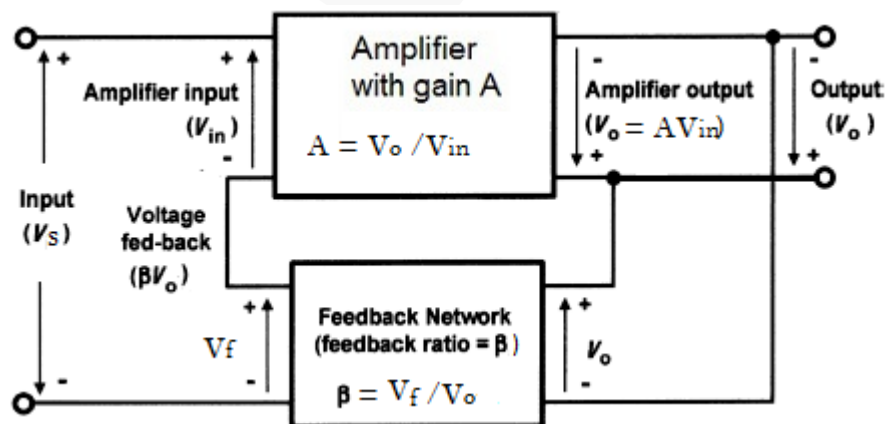 Amplifier
with gain A
A = Vo /Vin
+
+
-
-
Amplifier input
(Vin)
-
Amplifier output
(Vo = AVin)
Output
(Vo)
+
+
Input
(VS)
Voltage
fed-back
(βVo)
+
+
Feedback Network
(feedback ratio = β)
β = Vf /Vo
Vf
Vo
-
-
-